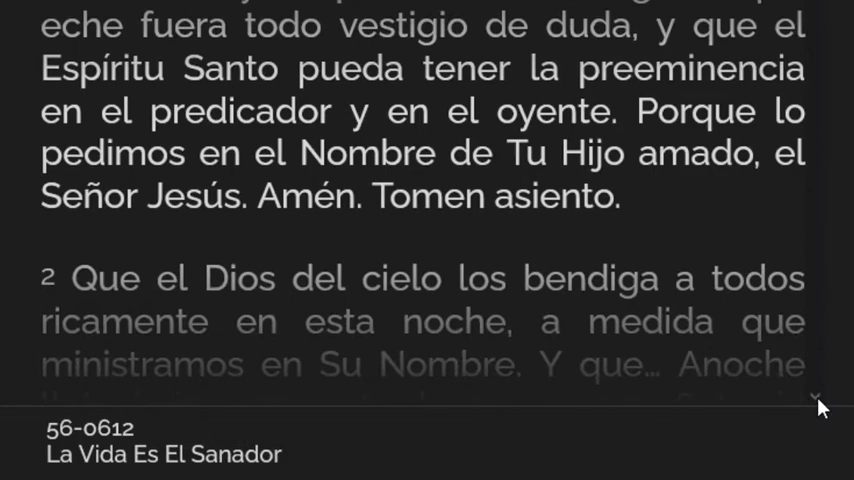 eche fuera todo vestigio de duda, y que el
Espíritu Santo pueda tener la preeminencia
en el predicador y en el oyente. Porque lo
pedimos en el Nombre de Tu Hijo amado, el
Señor Jesús. Amén. Tomen asiento.
2 Que el Dios del cielo los bendiga a todos
ricamente en esta noche, a medida que
ministramos en Su Nombre. Y que… Anoche
56-0612
La Vida Es El Sanador